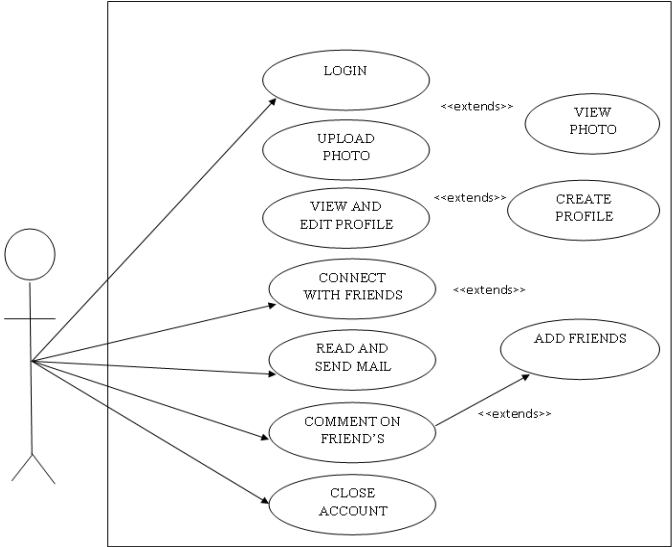 LOGIN
<<extends>>
VIEW
PHOTO
UPLOAD
PHOTO
VIEW AND
EDIT PROFILE
<<extends>>
CREATE
PROFILE
CONNECT
WITH FRIENDS
<<extends>>
READ AND
SEND MAIL
ADD FRIENDS
COMMENT ON
FRIEND'S
<<extends>>
CLOSE
ACCOUNT